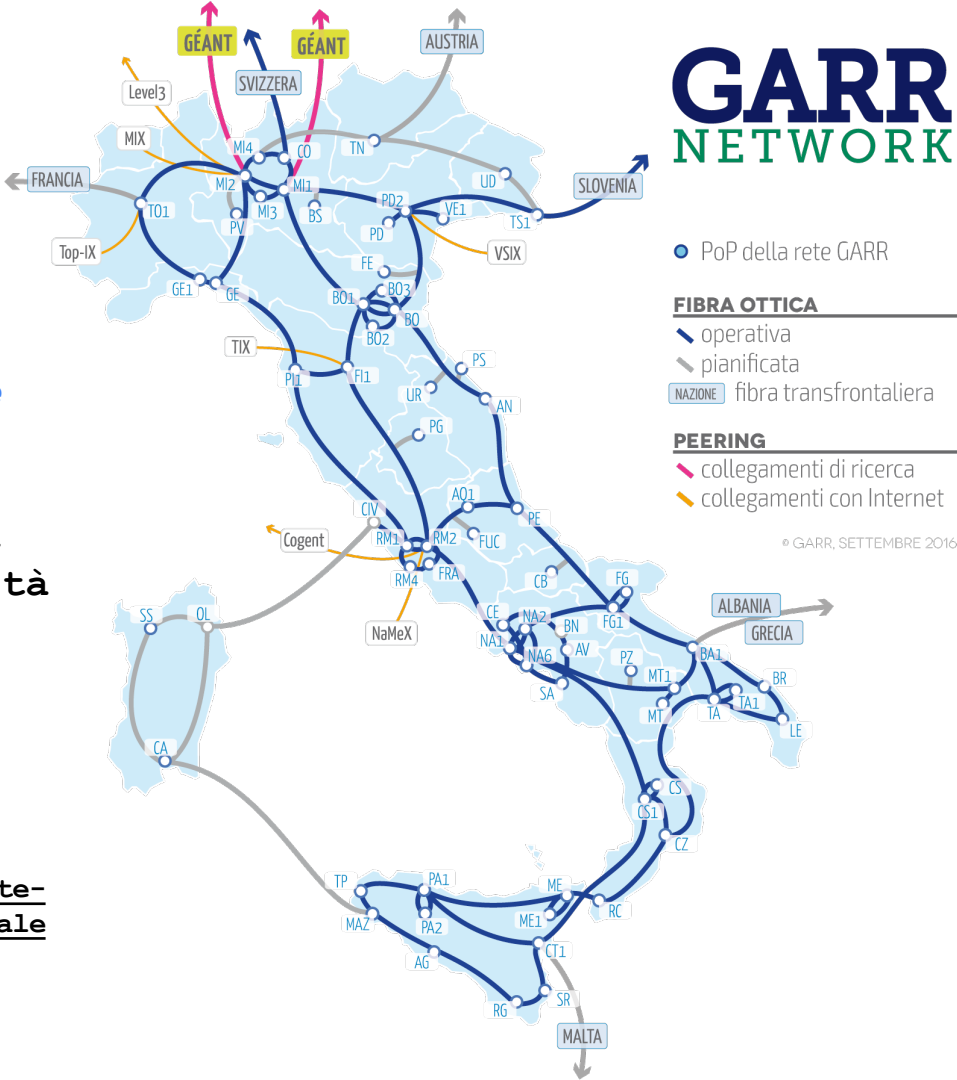 GÉANT
GÉANT
AUSTRIA
SVIZZERA
Level3
MIX
FRANCIA
Top-IX
SLOVENIA
VSIX
TIX
Cogent
NaMeX
ALBANIA
GRECIA
MALTA
MI4
CO
TN
MI2
MI1
UD
MI3
BS
PD2
VE1
TS1
TO1
PV
PD
FE
GE1
GE
BO1
BO3
BO
BO2
PI1
FI1
PS
UR
AN
PG
CIV
AQ1
PE
RM1
RM2
FUC
RM4
FRA
CB
FG
FG1
SS
OL
CE
NA2
BN
NA1
NA6
AV
PZ
BA1
SA
MT1
BR
MT
TA
TA1
LE
CA
CS
CS1
CZ
TP
PA1
ME
MAZ
PA2
ME1
RC
AG
CT1
RG
SR
GARR
NETWORK
PoP della rete GARR
FIBRA OTTICA
operativa
pianificata
NAZIONE fibra transfrontaliera
PEERING
collegamenti di ricerca
collegamenti con Internet
© GARR, SETTEMBRE 2016
tà
te-
ale